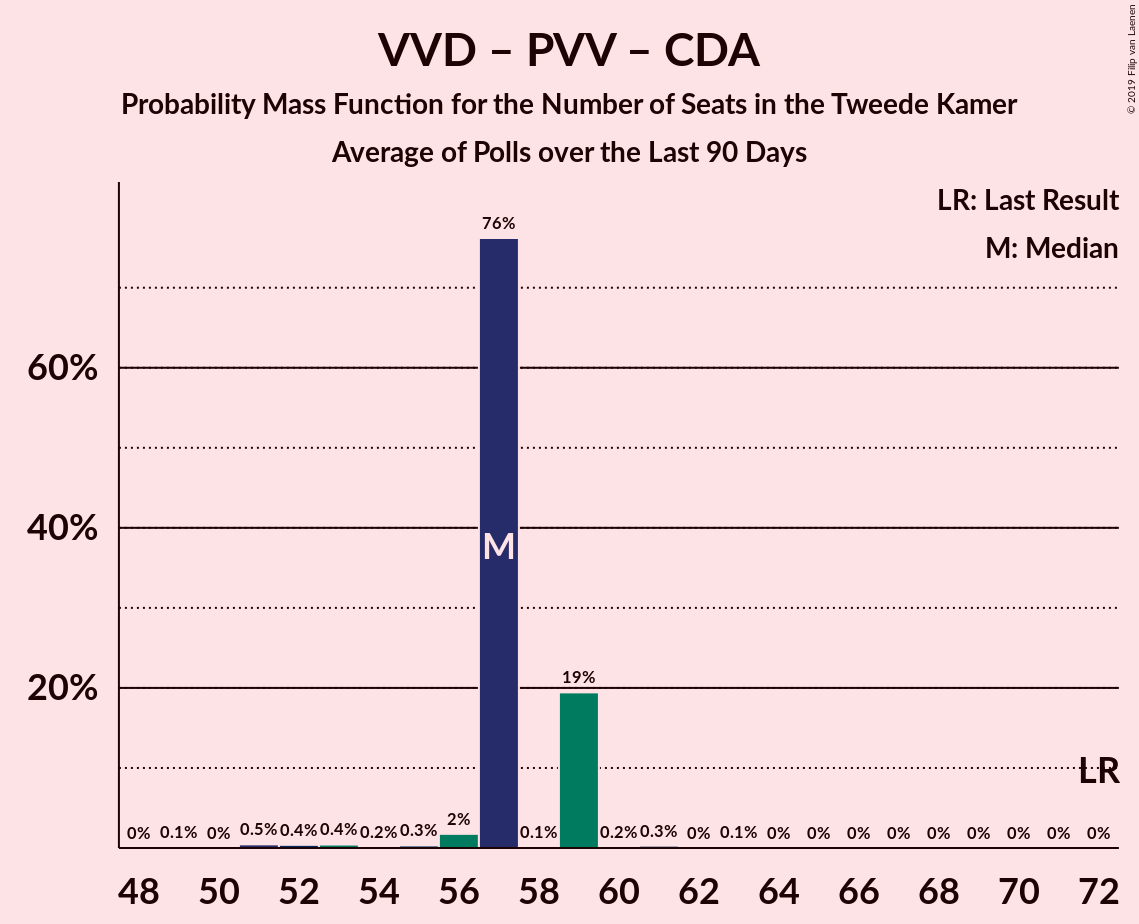 VVD – PVV – CDA
Probability Mass Function for the Number of Seats in the Tweede Kamer
Average of Polls over the Last 90 Days
© 2019 Filip van Laenen
LR: Last Result
M: Median
76%
60%
M
40%
19%
20%
LR
0% 0.1% 0% 0.5% 0.4% 0.4% 0.2% 0.3% 2% 0.1% 0.2% 0.3% 0% 0.1% 0% 0% 0% 0% 0% 0% 0% 0% 0%
48 50 52 54 56 58 60 62 64 66 68 70 72